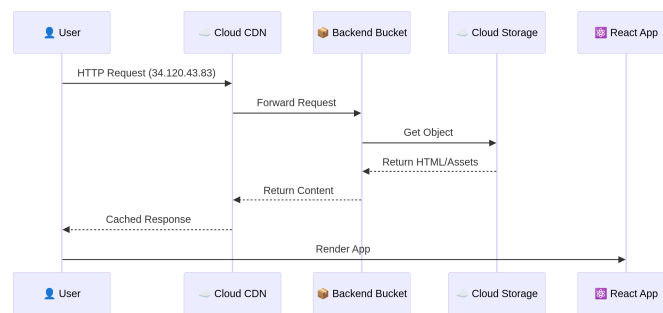 👤 User
☁️ Cloud CDN
📦 Backend Bucket
☁️ Cloud Storage
⚛️ React App
HTTP Request (34.120.43.83)
Forward Request
Get Object
Return HTML/Assets
Return Content
Cached Response
Render App
👤 User
☁️ Cloud CDN
📦 Backend Bucket
☁️ Cloud Storage
⚛️ React App